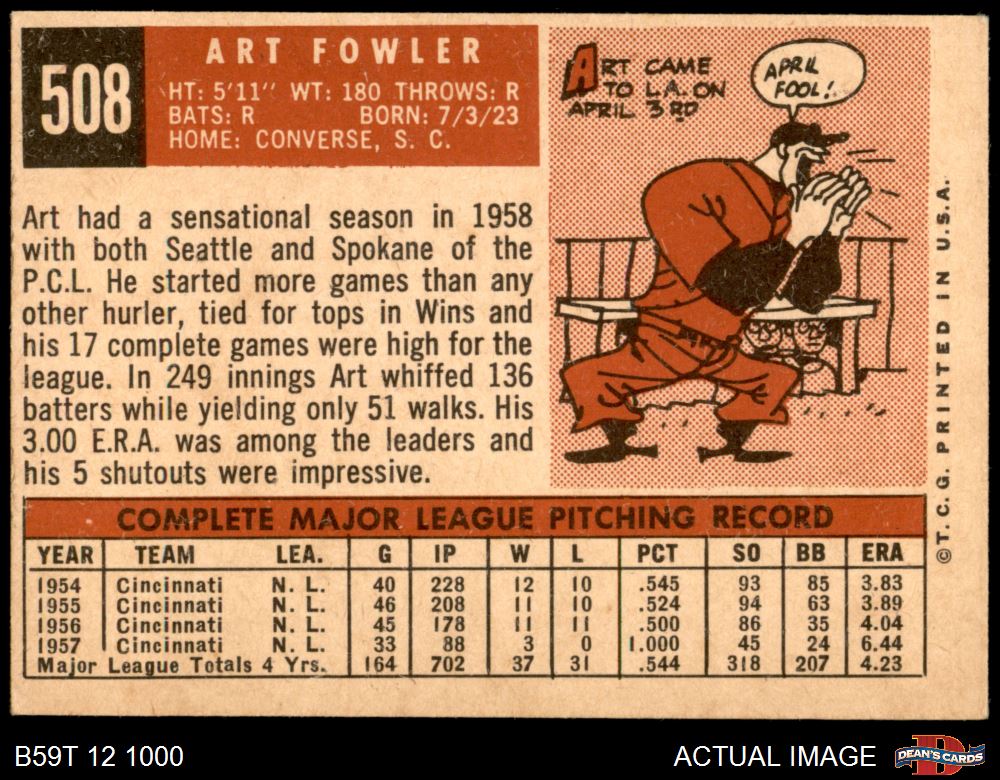 508
ART FOWLER
HT: 5'11" WT: 180 THROWS: R
BATS: R BORN: 7/3/23
HOME: CONVERSE, S. C.
ART CAME
TO L.A. ON
APRIL 3RD
APRIL
FOOL!
Art had a sensational season in 1958
with both Seattle and Spokane of the
P.C.L. He started more games than any
other hurler, tied for tops in Wins and
his 17 complete games were high for the
league. In 249 innings Art whiffed 136
batters while yielding only 51 walks. His
3.00 E.R.A. was among the leaders and
his 5 shutouts were impressive.
COMPLETE MAJOR LEAGUE PITCHING RECORD
YEAR TEAM LEA. G IP W L PCT SO BB ERA
1954 Cincinnati N. L. 40 228 12 10 .545 93 85 3.83
1955 Cincinnati N. L. 46 208 11 10 .524 94 63 3.89
1956 Cincinnati N. L. 45 178 11 11 .500 86 35 4.04
1957 Cincinnati N. L. 33 88 3 0 1.000 45 24 6.44
Major League Totals 4 Yrs. 164 702 37 31 .544 318 207 4.23
© T. C. G. PRINTED IN U.S.A.
B59T 12 1000
ACTUAL IMAGE
D
DEAN'S CARDS